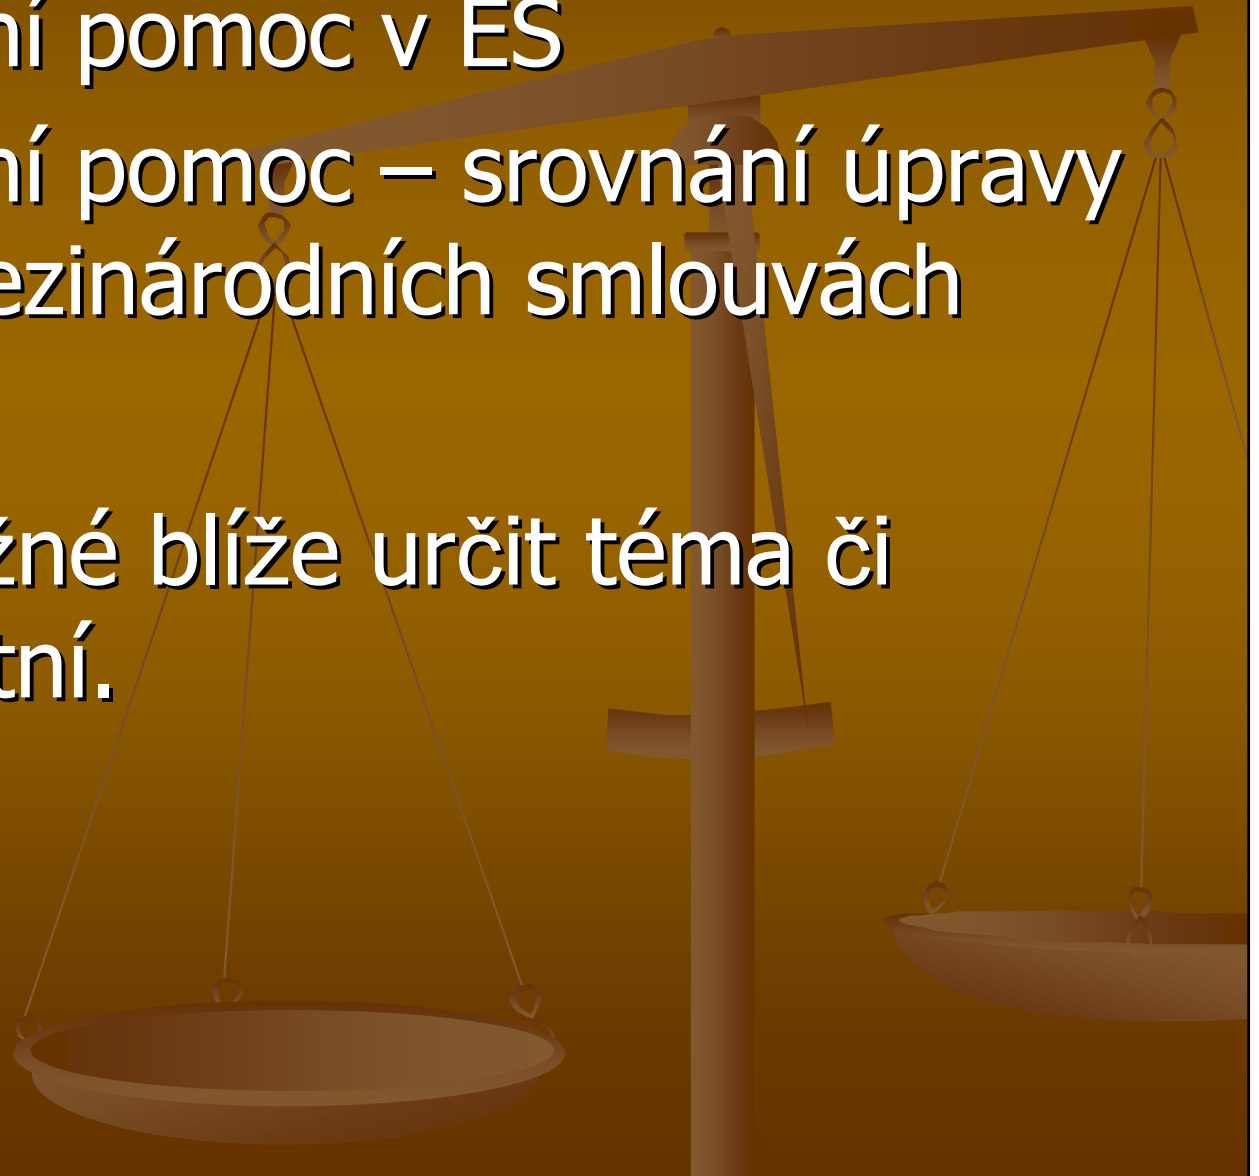 ní pomoc v ES
ní pomoc – srovnání úpravy
ezinárodních smlouvách
žné blíže určit téma či
tní.